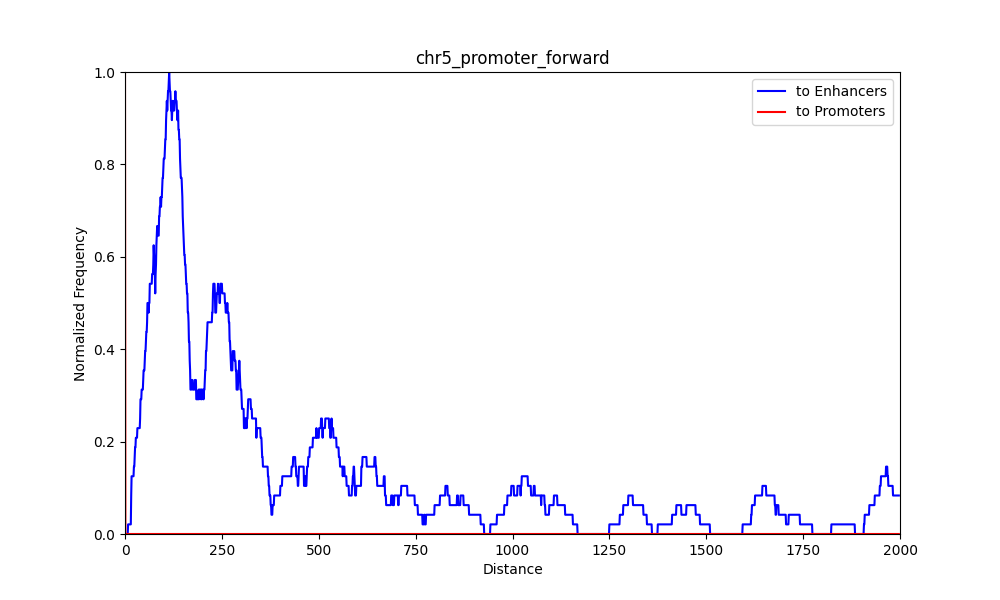 chr5_promoter_forward
to Enhancers
to Promoters
Normalized Frequency
1.0
0.8
0.6
0.4
0.2
0.0
0 250 500 750 1000 1250 1500 1750 2000
Distance